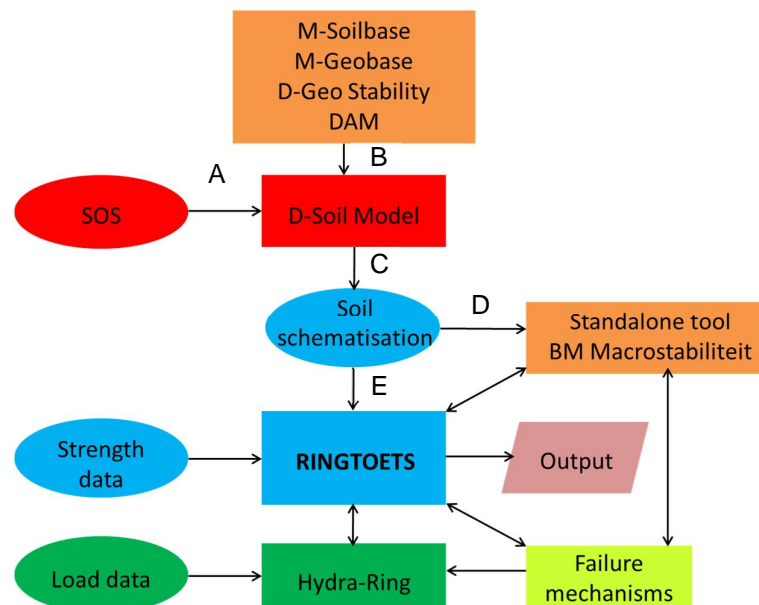 M-Soilbase
M-Geobase
D-Geo Stability
DAM
B
A
SOS
D-Soil Model
C
Soil
schematisation
D
Standalone tool
BM Macrostabiliteit
E
Strength
data
RINGTOETS
Output
Load data
Hydra-Ring
Failure
mechanisms